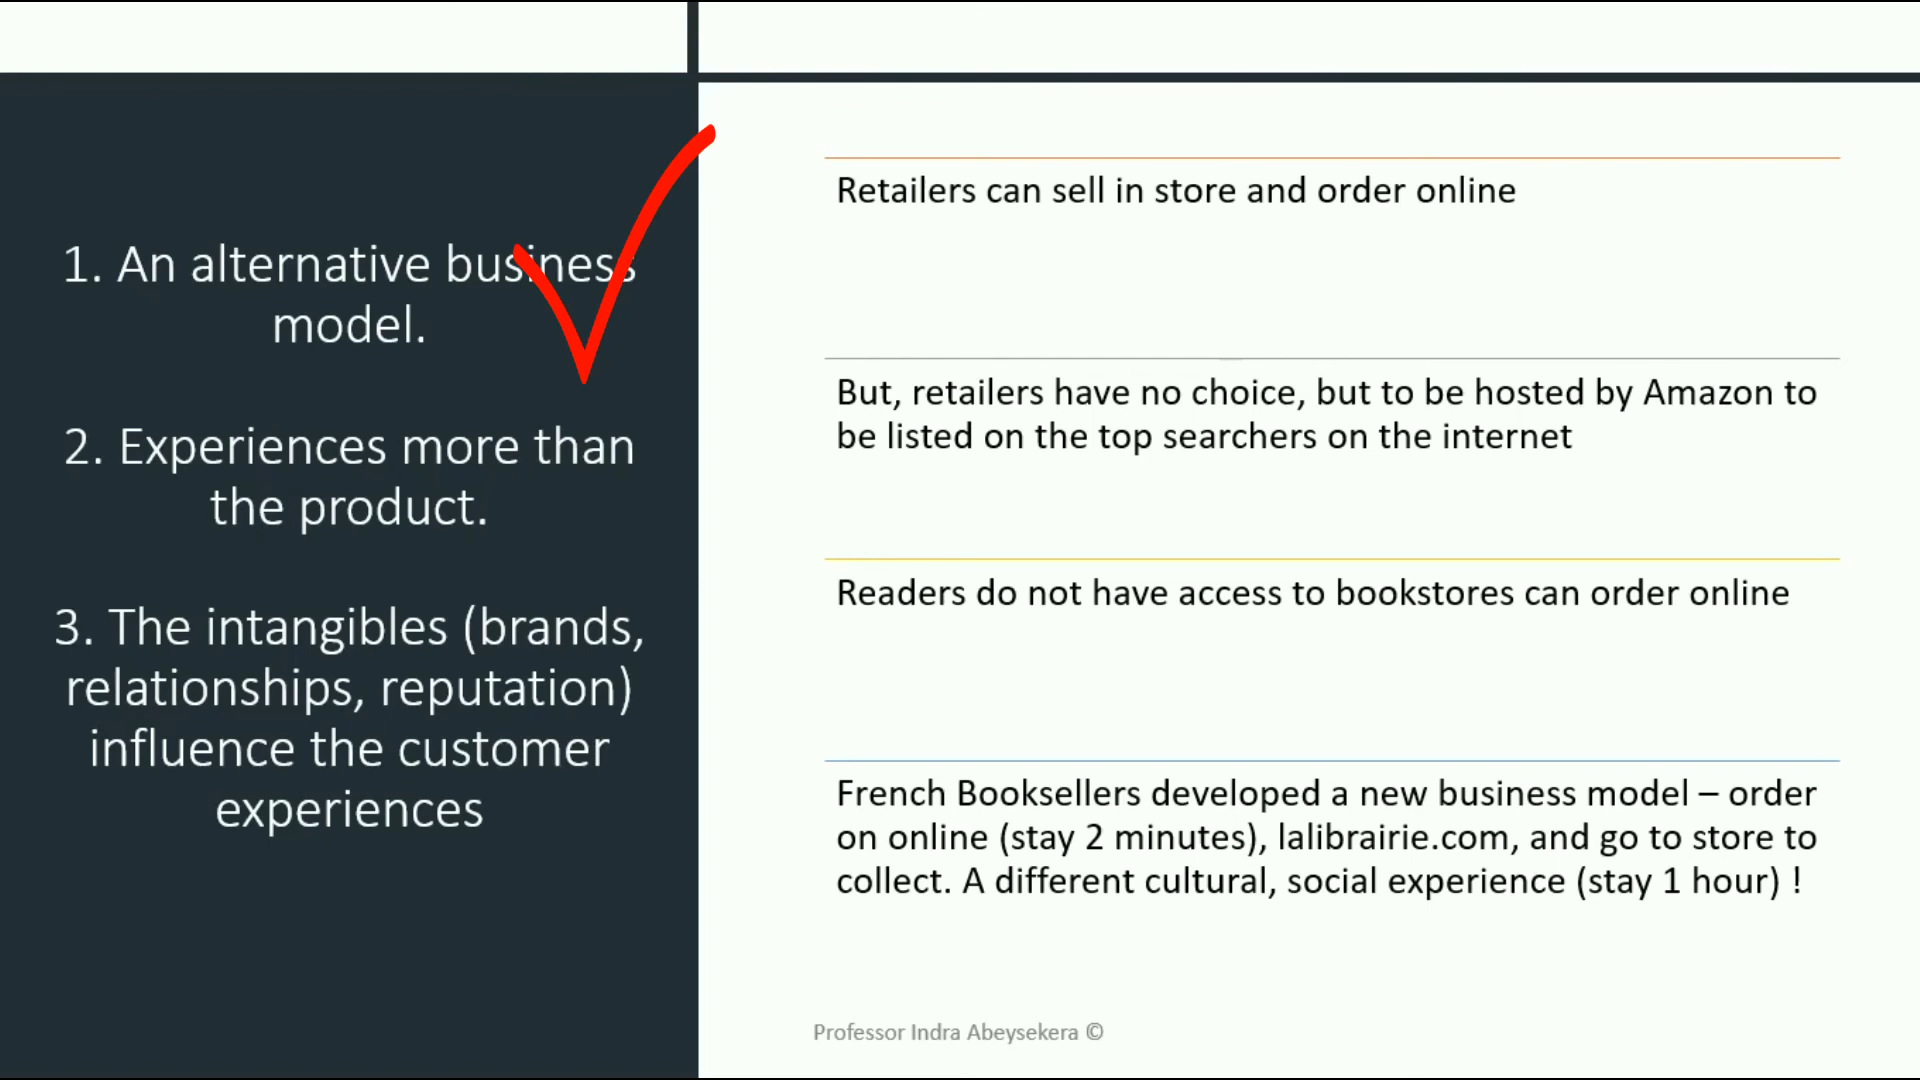 1. An alternative business
model.
2. Experiences more than
the product.
3. The intangibles (brands,
relationships, reputation)
influence the customer
experiences
Retailers can sell in store and order online
But, retailers have no choice, but to be hosted by Amazon to
be listed on the top searchers on the internet
Readers do not have access to bookstores can order online
French Booksellers developed a new business model – order
on online (stay 2 minutes), lalibrairie.com, and go to store to
collect. A different cultural, social experience (stay 1 hour) !
Professor Indra Abeysekera ©